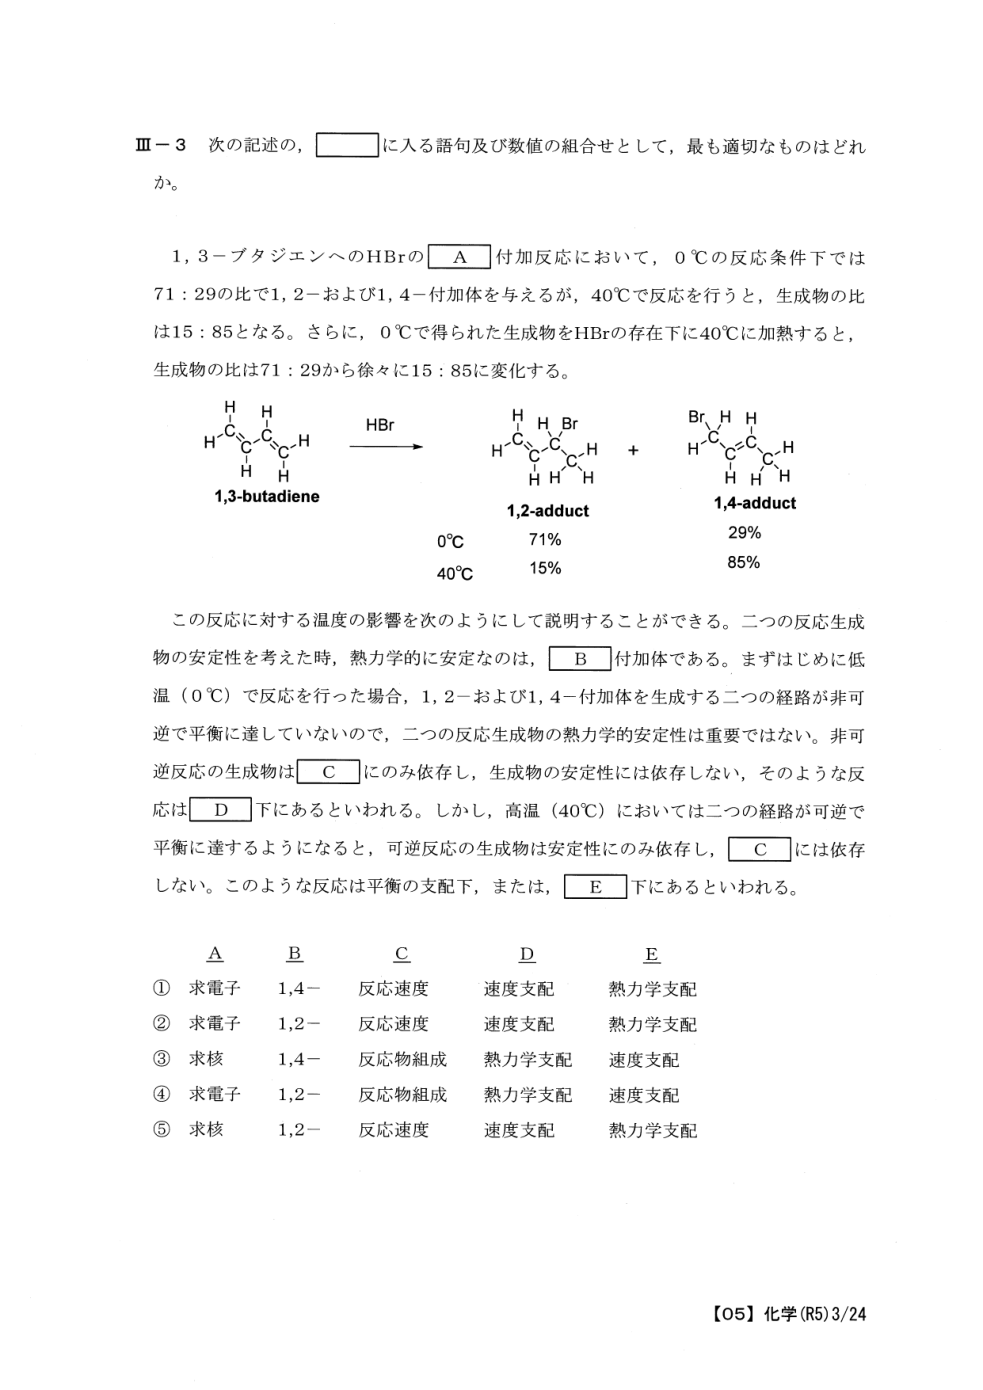 Ⅲ－3　次の記述の，　　　に入る語句及び数値の組合せとして，最も適切なものはどれ
か。
1,3－ブタジエンへのHBrの A 付加反応において，0℃の反応条件下では
71：29の比で1,2－および1,4－付加体を与えるが，40℃で反応を行うと，生成物の比
は15：85となる。さらに，0℃で得られた生成物をHBrの存在下に40℃に加熱すると，
生成物の比は71：29から徐々に15：85に変化する。
H H H H H H
1,3-butadiene
HBr
H H Br H H H H H
1,2-adduct
Br H H H H H H H
1,4-adduct
+
0℃ 71% 29%
40℃ 15% 85%
この反応に対する温度の影響を次のようにして説明することができる。二つの反応生成
物の安定性を考えた時，熱力学的に安定なのは， B 付加体である。まずはじめに低
温（0℃）で反応を行った場合，1,2－および1,4－付加体を生成する二つの経路が非可
逆で平衡に達していないので，二つの反応生成物の熱力学的安定性は重要ではない。非可
逆反応の生成物は C にのみ依存し，生成物の安定性には依存しない，そのような反
応は D 下にあるといわれる。しかし，高温（40℃）においては二つの経路が可逆で
平衡に達するようになると，可逆反応の生成物は安定性にのみ依存し， C には依存
しない。このような反応は平衡の支配下，または， E 下にあるといわれる。
A B C D E
① 求電子 1,4－ 反応速度 速度支配 熱力学支配
② 求電子 1,2－ 反応速度 速度支配 熱力学支配
③ 求核 1,4－ 反応物組成 熱力学支配 速度支配
④ 求電子 1,2－ 反応物組成 熱力学支配 速度支配
⑤ 求核 1,2－ 反応速度 速度支配 熱力学支配
【05】化学(R5)3/24